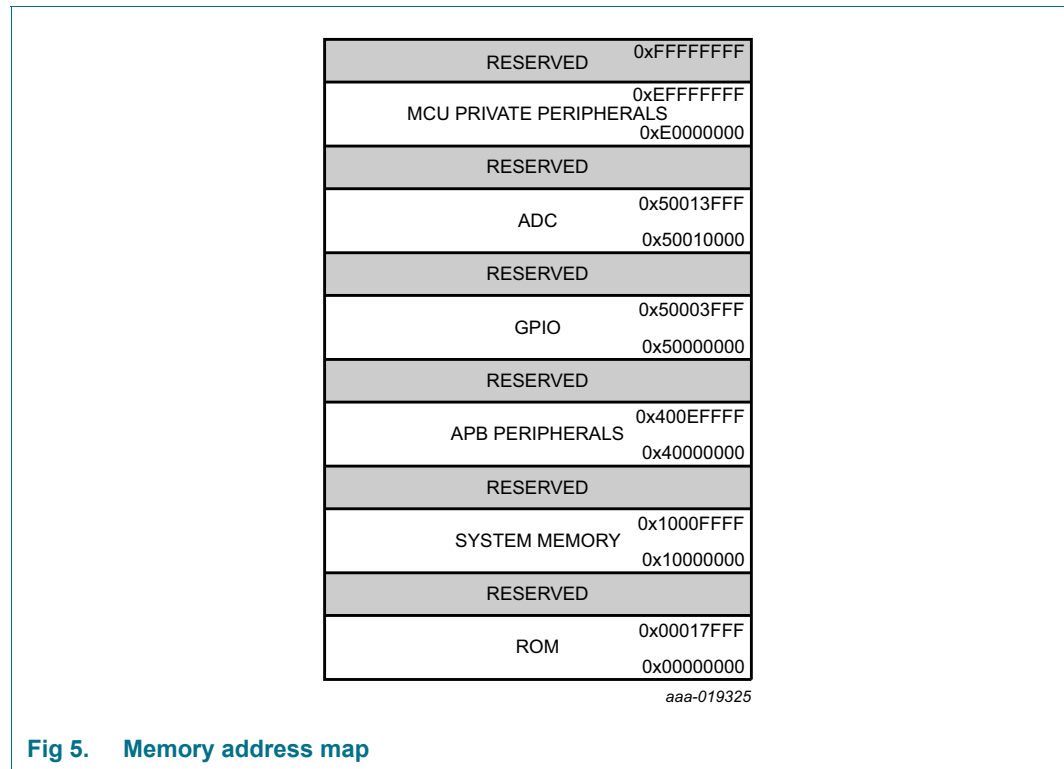 RESERVED 0xFFFFFFFF
0xEFFFFFFF
MCU PRIVATE PERIPHERALS
0xE0000000
RESERVED
0x50013FFF
ADC
0x50010000
RESERVED
0x50003FFF
GPIO
0x50000000
RESERVED
0x400EFFFF
APB PERIPHERALS
0x40000000
RESERVED
0x1000FFFF
SYSTEM MEMORY
0x10000000
RESERVED
0x00017FFF
ROM
0x00000000
aaa-019325
Fig 5. Memory address map